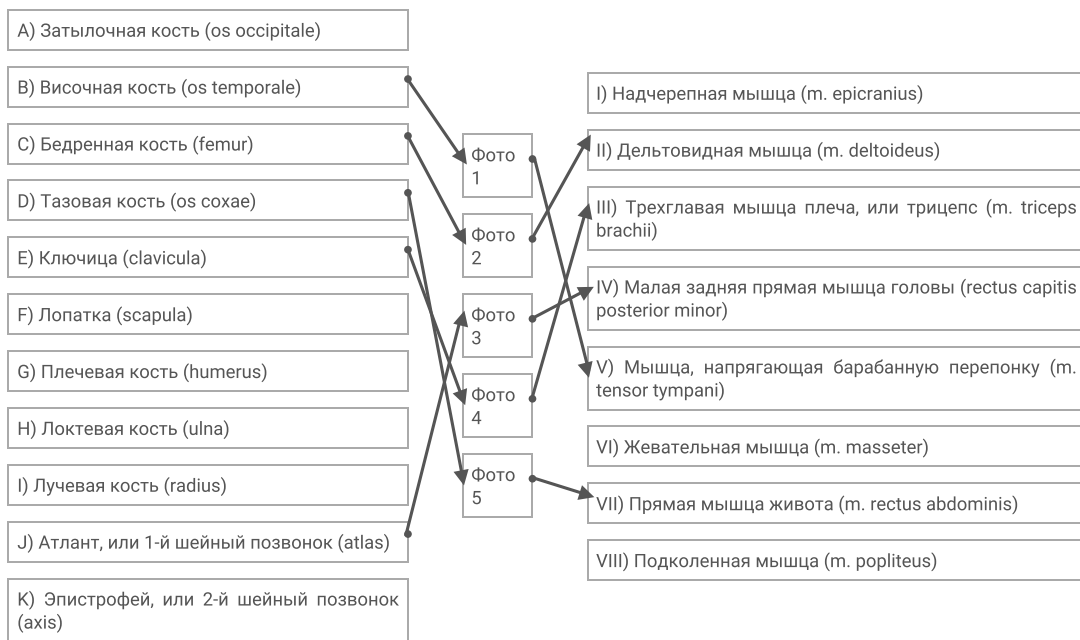 A) Затылочная кость (os occipitale)
B) Височная кость (os temporale)
C) Бедренная кость (femur)
D) Тазовая кость (os coxae)
E) Ключица (clavicula)
F) Лопатка (scapula)
G) Плечевая кость (humerus)
H) Локтевая кость (ulna)
I) Лучевая кость (radius)
J) Атлант, или 1-й шейный позвонок (atlas)
K) Эпистрофей, или 2-й шейный позвонок
(axis)
Фото
1
Фото
2
Фото
3
Фото
4
Фото
5
I) Надчерепная мышца (m. epicranius)
II) Дельтовидная мышца (m. deltoideus)
III) Трехглавая мышца плеча, или трицепс (m. triceps
brachii)
IV) Малая задняя прямая мышца головы (rectus capitis
posterior minor)
V) Мышца, напрягающая барабанную перепонку (m.
tensor tympani)
VI) Жевательная мышца (m. masseter)
VII) Прямая мышца живота (m. rectus abdominis)
VIII) Подколенная мышца (m. popliteus)